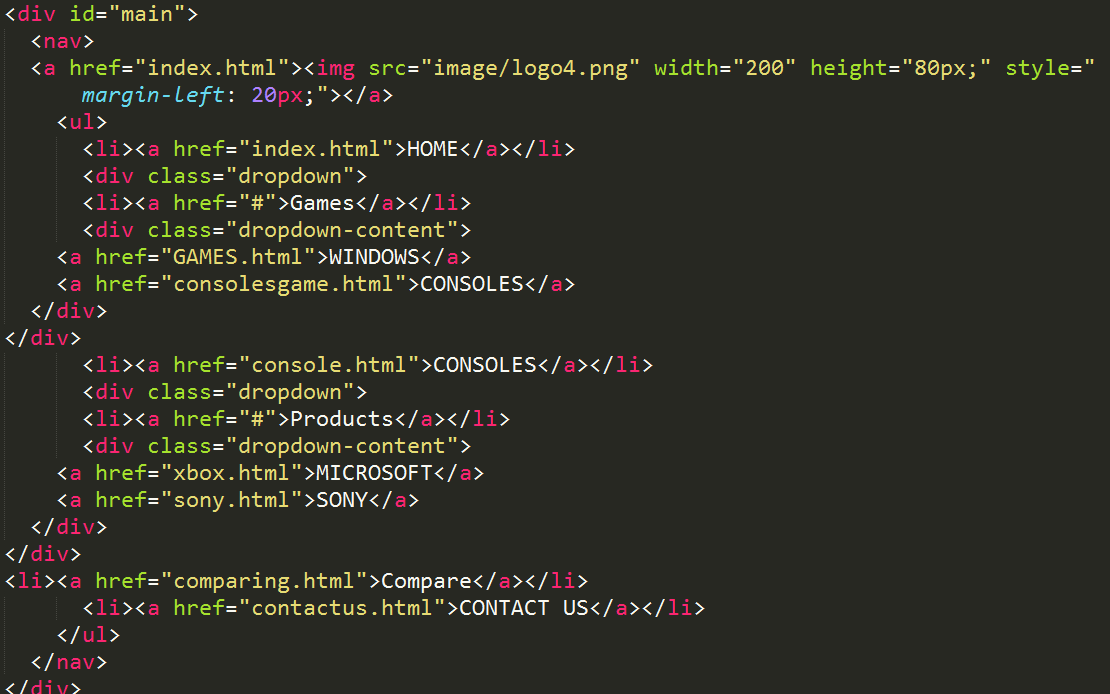 <div id="main">
<nav>
<a href="index.html"><img src="image/logo4.png" width="200" height="80px;" style="
margin-left: 20px;"></a>
<ul>
<li><a href="index.html">HOME</a></li>
<div class="dropdown">
<li><a href="#">Games</a></li>
<div class="dropdown-content">
<a href="GAMES.html">WINDOWS</a>
<a href="consolesgame.html">CONSOLES</a>
</div>
</div>
<li><a href="console.html">CONSOLES</a></li>
<div class="dropdown">
<li><a href="#">Products</a></li>
<div class="dropdown-content">
<a href="xbox.html">MICROSOFT</a>
<a href="sony.html">SONY</a>
</div>
</div>
<li><a href="comparing.html">Compare</a></li>
<li><a href="contactus.html">CONTACT US</a></li>
</ul>
</nav>
</div>